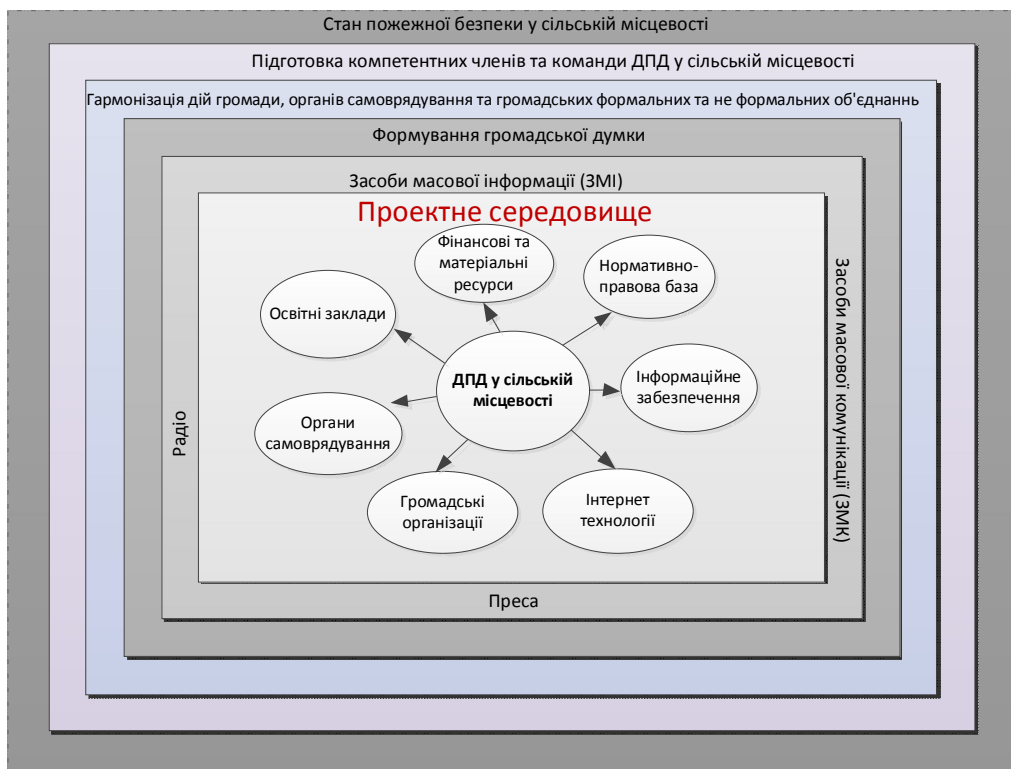 Стан пожежної безпеки у сільській місцевості
Підготовка компетентних членів та команди ДПД у сільській місцевості
Гармонізація дій громади, органів самоврядування та громадських формальних та не формальних об'єднаннь
Формування громадської думки
Засоби масової інформації (ЗМІ)
Проектне середовище
Фінансові та
матеріальні
ресурси
Нормативно-
правова база
Освітні заклади
ДПД у сільській
місцевості
Інформаційне
забезпечення
Органи
самоврядування
Громадські
організації
Інтернет
технології
Радіо
Засоби масової комунікації (ЗМК)
Преса